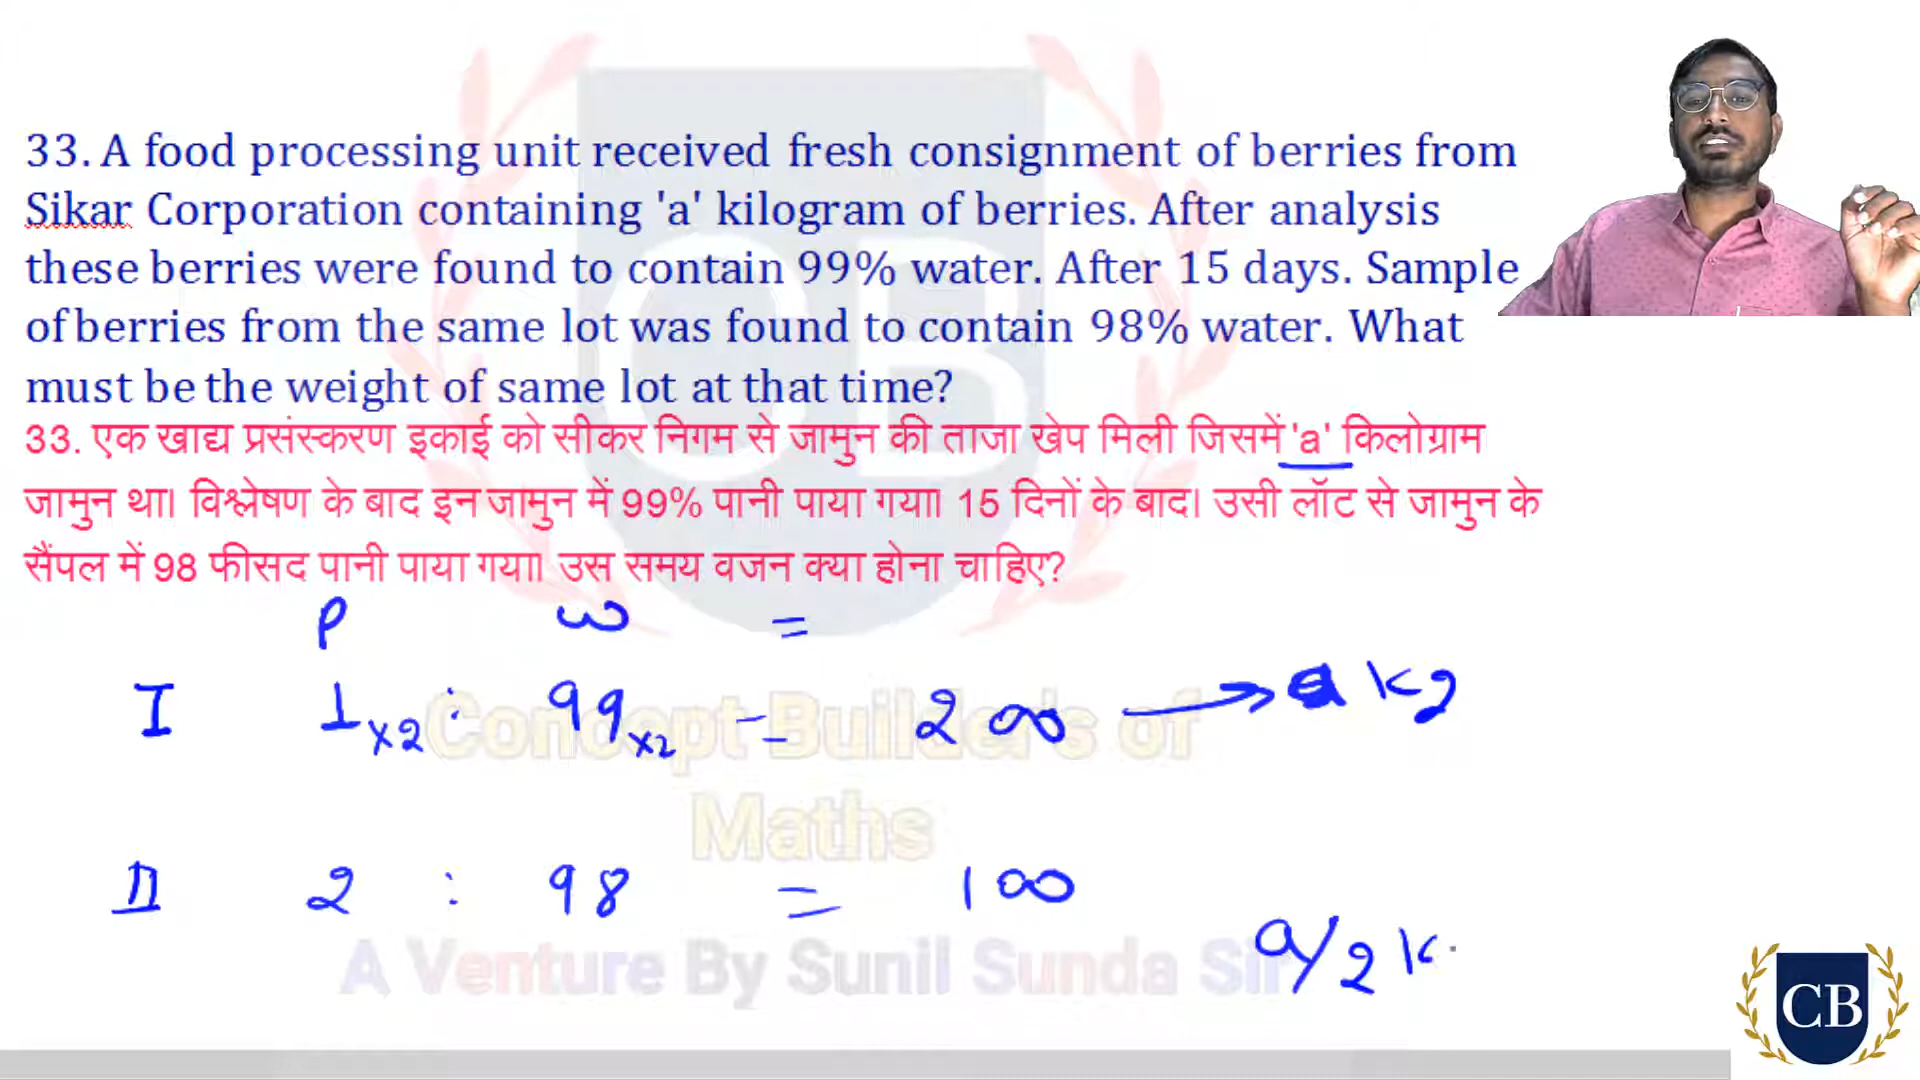 33. A food processing unit received fresh consignment of berries from
Sikar Corporation containing 'a' kilogram of berries. After analysis
these berries were found to contain 99% water. After 15 days. Sample
of berries from the same lot was found to contain 98% water. What
must be the weight of same lot at that time?
33. एक खाद्य प्रसंस्करण इकाई को सीकर निगम से जामुन की ताजा खेप मिली जिसमें 'a' किलोग्राम
जामुन था। विश्लेषण के बाद इन जामुन में 99% पानी पाया गया। 15 दिनों के बाद। उसी लॉट से जामुन के
सैंपल में 98 फीसद पानी पाया गया। उस समय वजन क्या होना चाहिए?
P W =
I 1x2 : 99x2 = 200 → a kg
Concept Builder's of
Maths
II 2 : 98 = 100
a/2 k
A Venture By Sunil Sunda Sir
CB
CB